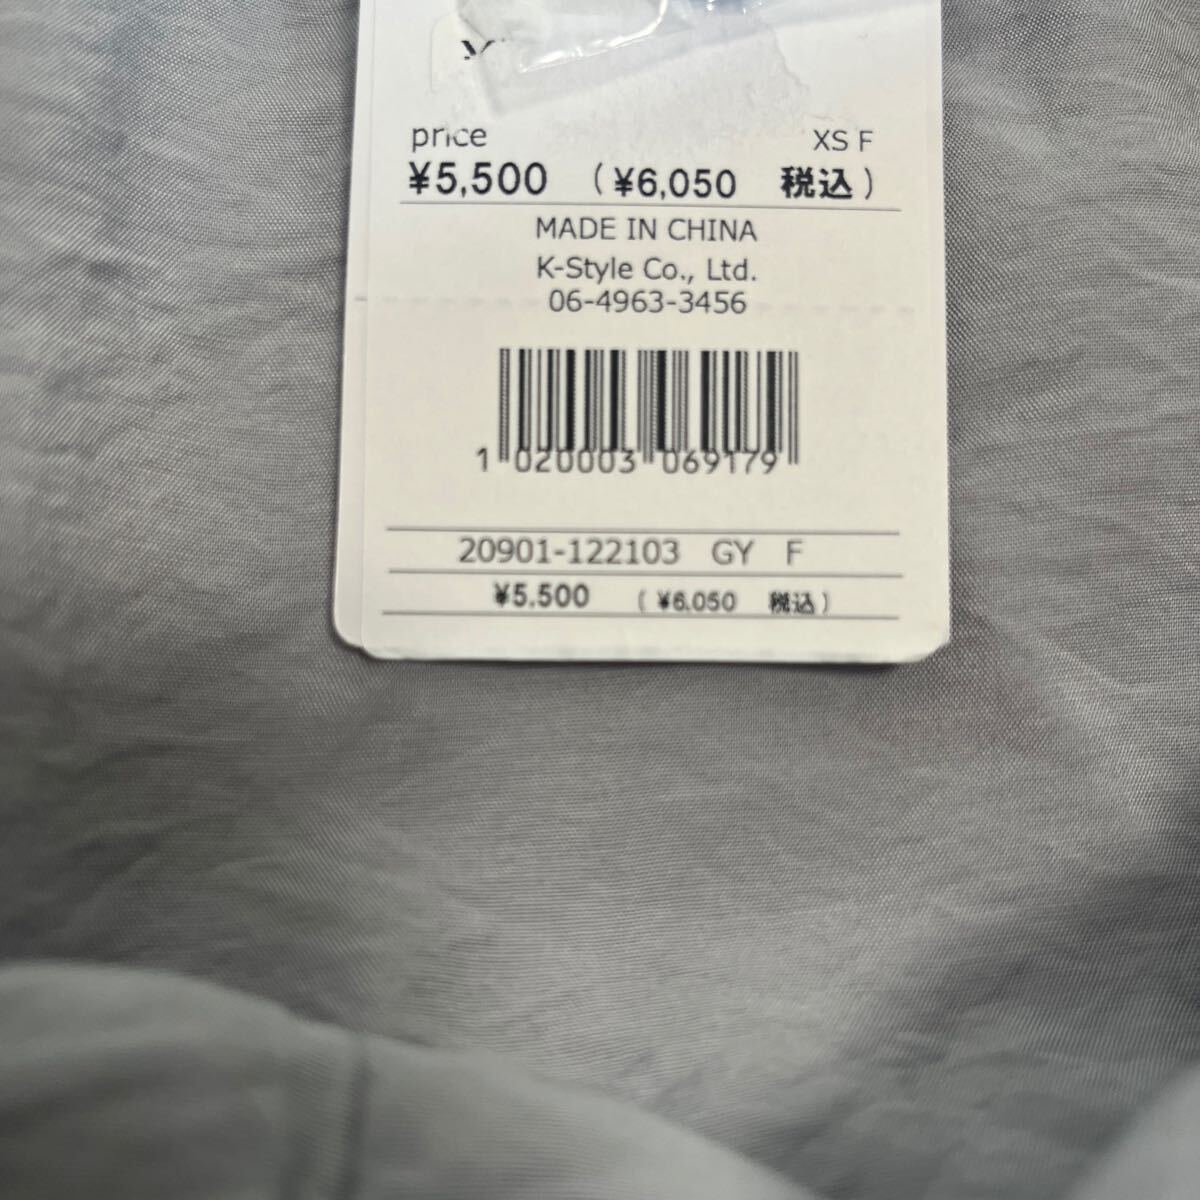 price XS F
¥5,500 (¥6,050 税込)
MADE IN CHINA
K-Style Co., Ltd.
06-4963-3456
1 020003 069179
20901-122103 GY F
¥5,500 (¥6,050 税込)